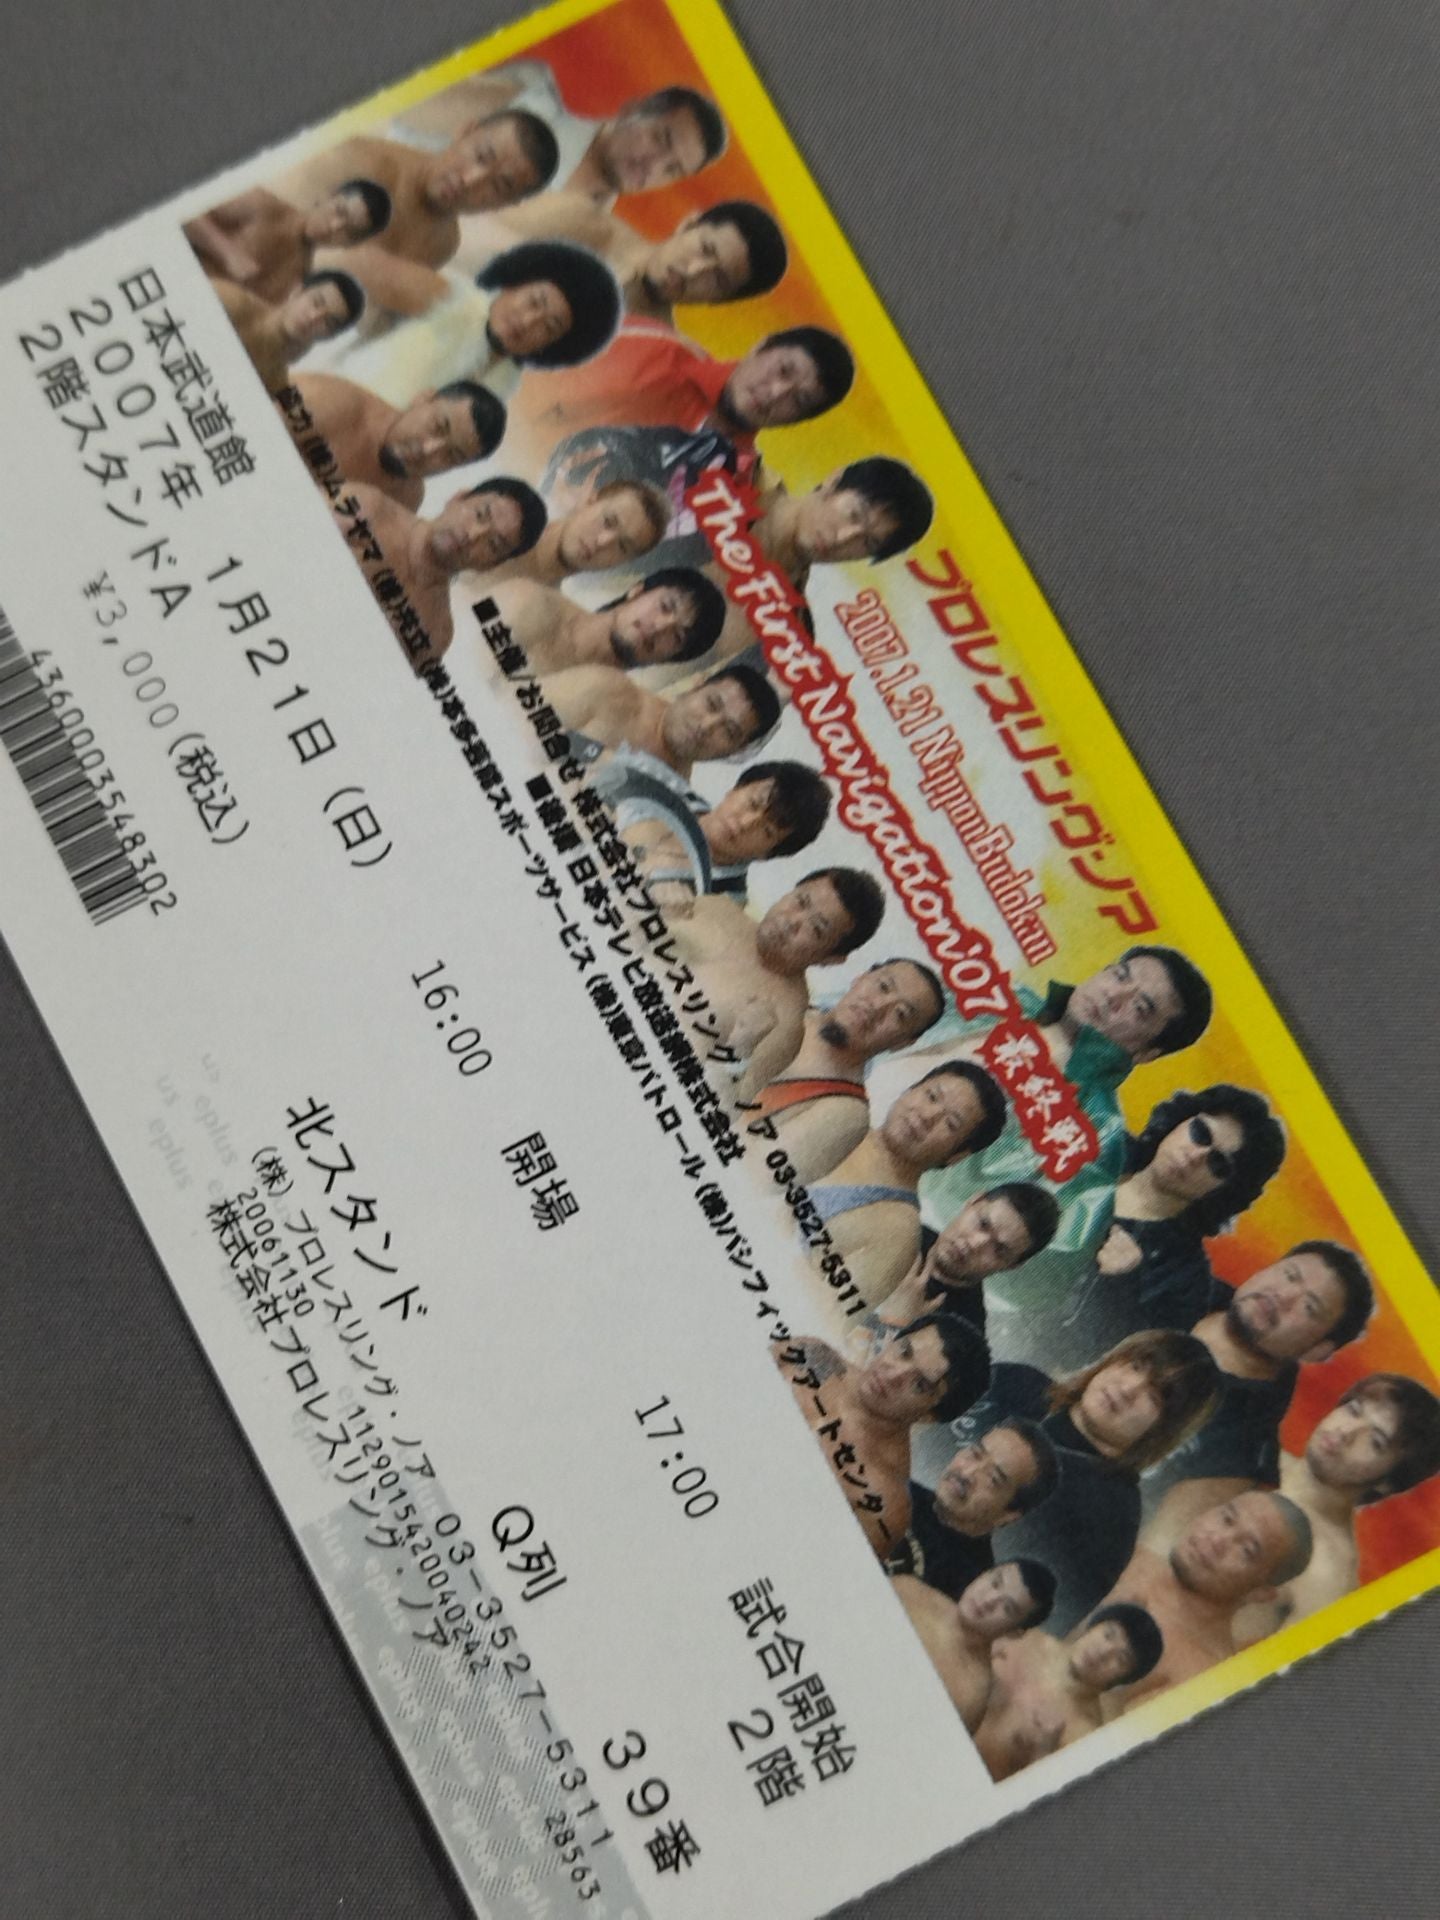 プロレスリング・ノア
2007.1.21 NipponBudokan
The First Navigation'07 最終戦
■主催/お問合せ 株式会社プロレスリング・ノア 03-3527-5311
■後援 日本テレビ放送網株式会社
協力 (株)ムラヤマ (株)共立 (株)本多芸能スポーツサービス (株)東京パトロール (株)パシフィックアートセンター
日本武道館
2007年 1月21日(日) 16:00 開場 17:00 試合開始
2階スタンドA 北スタンド 2階
¥3,000(税込) Q列 39番
(株)プロレスリング・ノア 03-3527-5311
4360003548302
20061130 1129015420040242 28563
株式会社プロレスリング・ノア
eplus